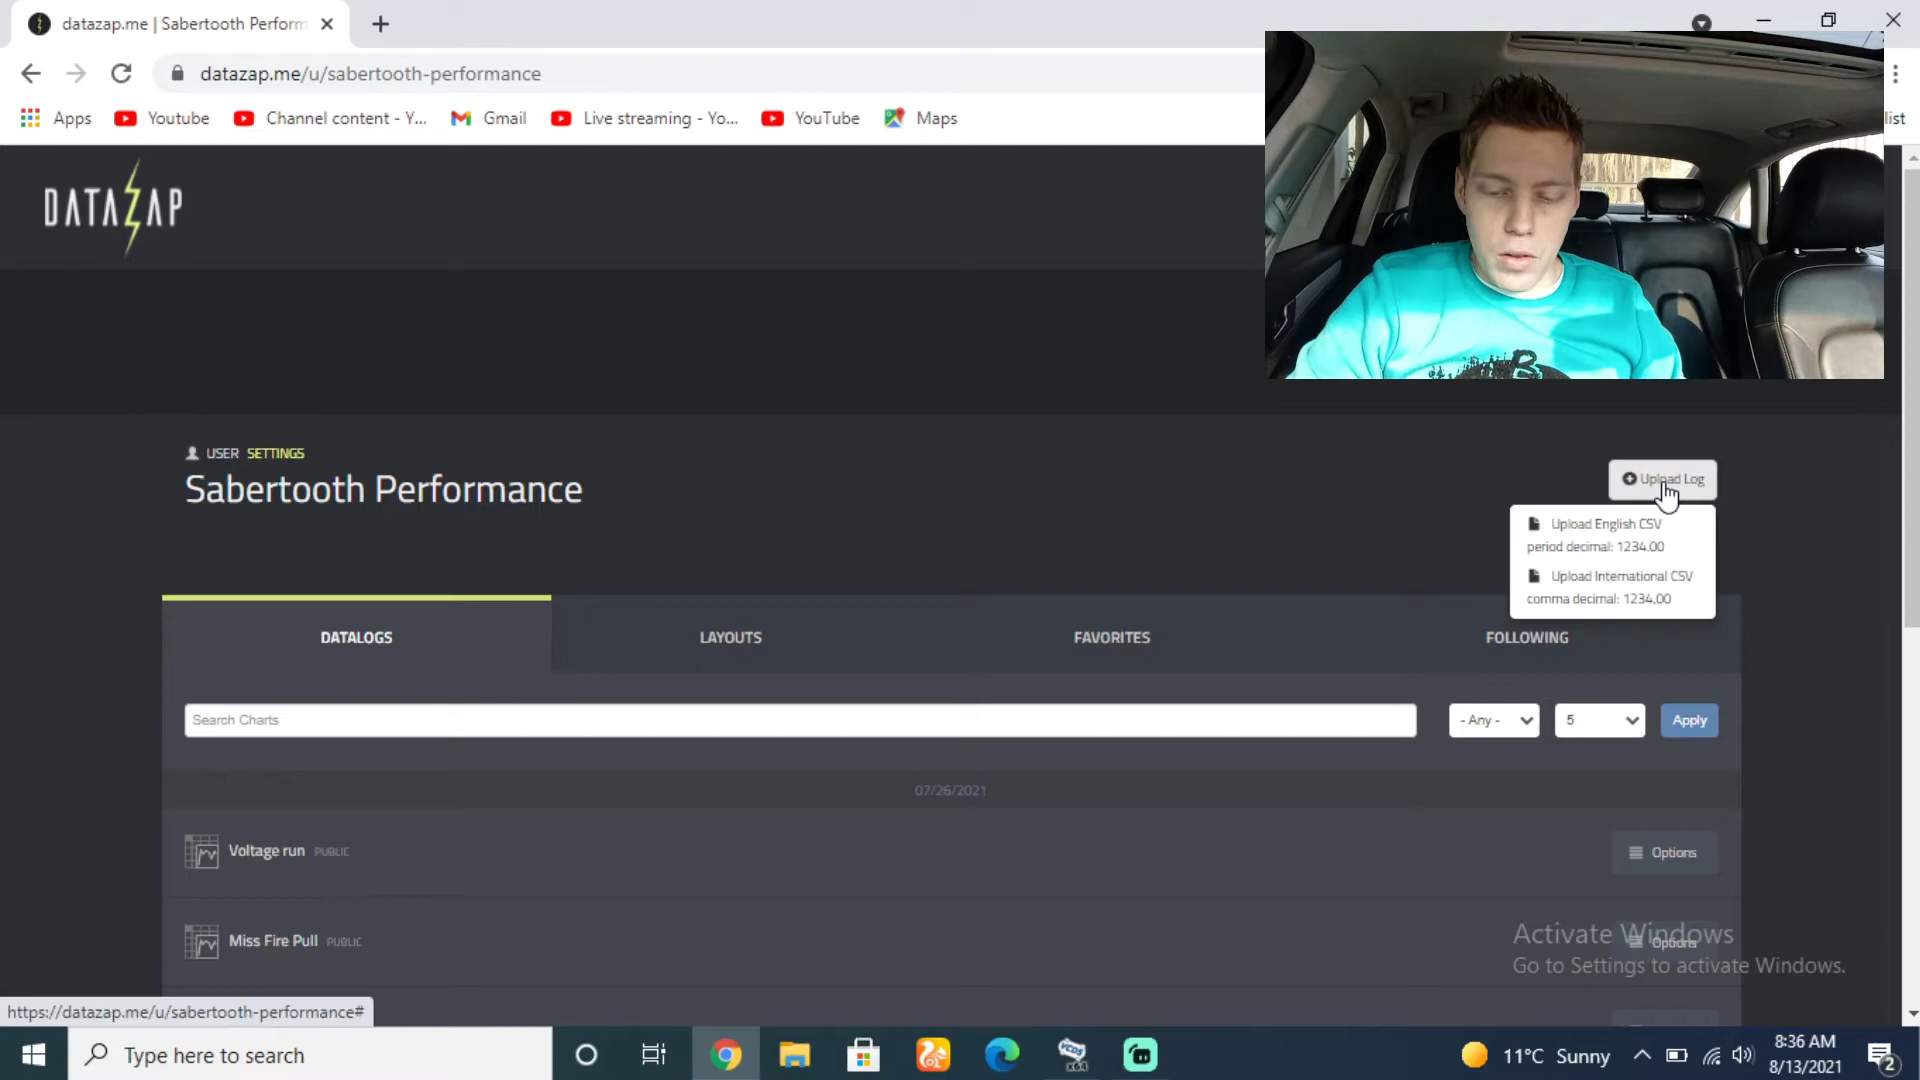 datazap.me | Sabertooth Perform
datazap.me/u/sabertooth-performance
Apps
Youtube
Channel content - Y...
Gmail
Live streaming - Yo...
YouTube
Maps
list
DATAZAP
USER SETTINGS
Sabertooth Performance
Upload Log
Upload English CSV
period decimal: 1234.00
Upload International CSV
comma decimal: 1234,00
DATALOGS
LAYOUTS
FAVORITES
FOLLOWING
Search Charts
- Any -
5
Apply
07/26/2021
Voltage run PUBLIC
Options
Miss Fire Pull PUBLIC
Options
Activate Windows
Go to Settings to activate Windows.
https://datazap.me/u/sabertooth-performance#
Type here to search
VCDS
x64
11°C Sunny
8:36 AM
8/13/2021
2